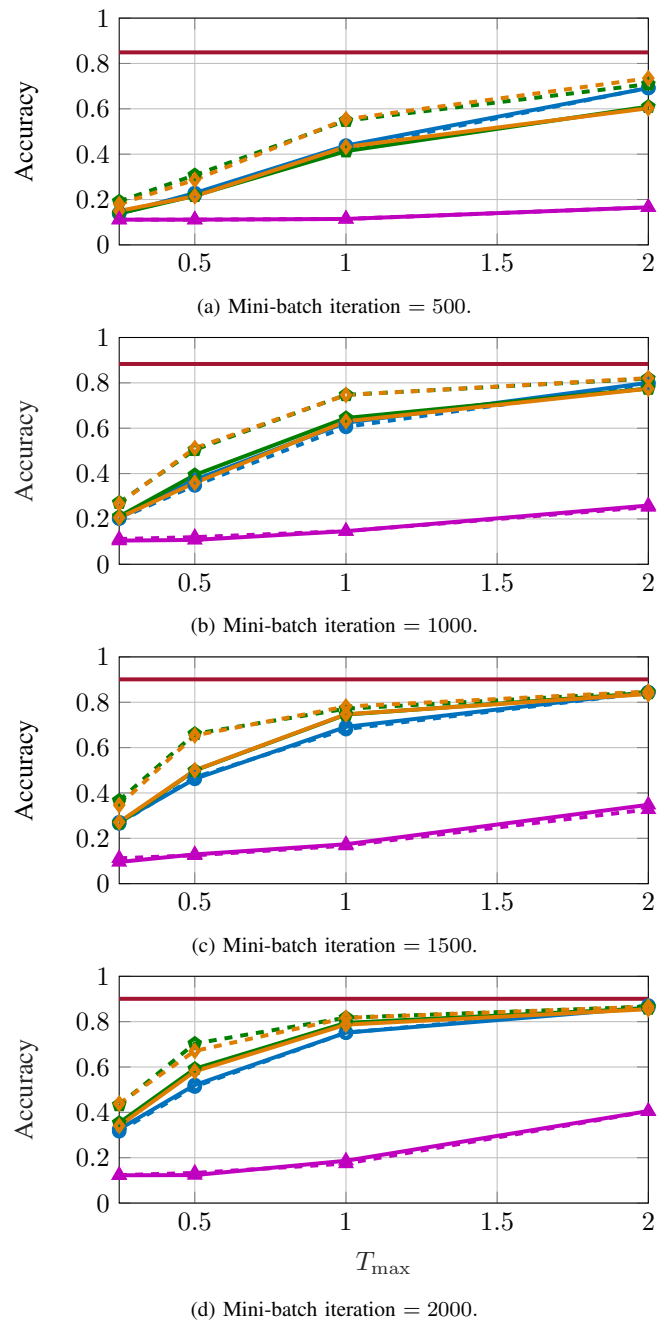 1
0.8
0.6
0.4
0.2
0
Accuracy
0.5 1 1.5 2
(a) Mini-batch iteration = 500.
1
0.8
0.6
0.4
0.2
0
Accuracy
0.5 1 1.5 2
(b) Mini-batch iteration = 1000.
1
0.8
0.6
0.4
0.2
0
Accuracy
0.5 1 1.5 2
(c) Mini-batch iteration = 1500.
1
0.8
0.6
0.4
0.2
0
Accuracy
0.5 1 1.5 2
T_max
(d) Mini-batch iteration = 2000.